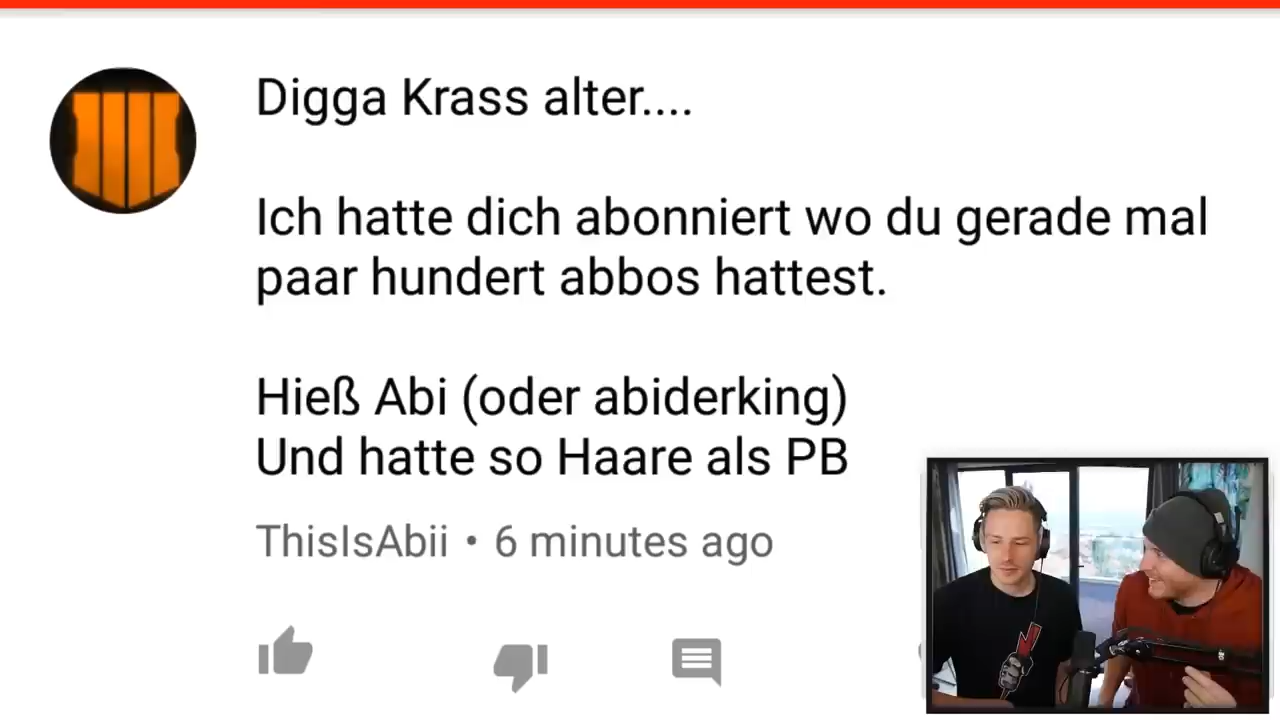 Digga Krass alter....
Ich hatte dich abonniert wo du gerade mal
paar hundert abbos hattest.
Hieß Abi (oder abiderking)
Und hatte so Haare als PB
ThisIsAbii • 6 minutes ago